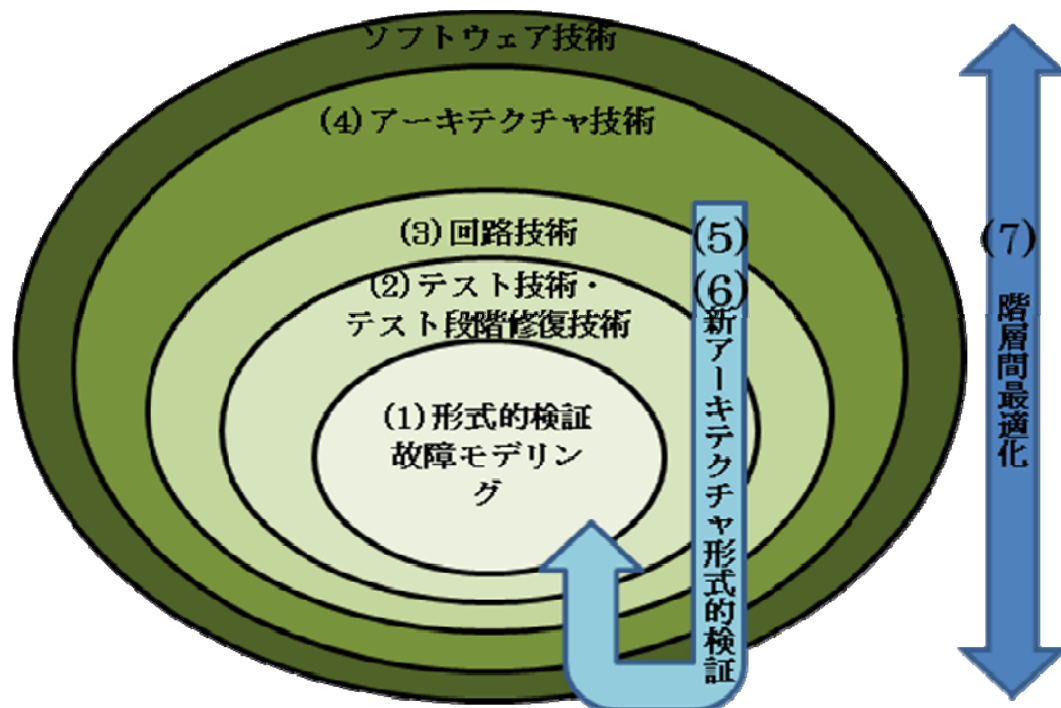 ソフトウェア技術
(4)アーキテクチャ技術
(3)回路技術
(2)テスト技術・
テスト段階修復技術
(1)形式的検証
故障モデリン
グ
(5)
(6)
新アーキテクチャ形式的検証
(7)
階層間最適化